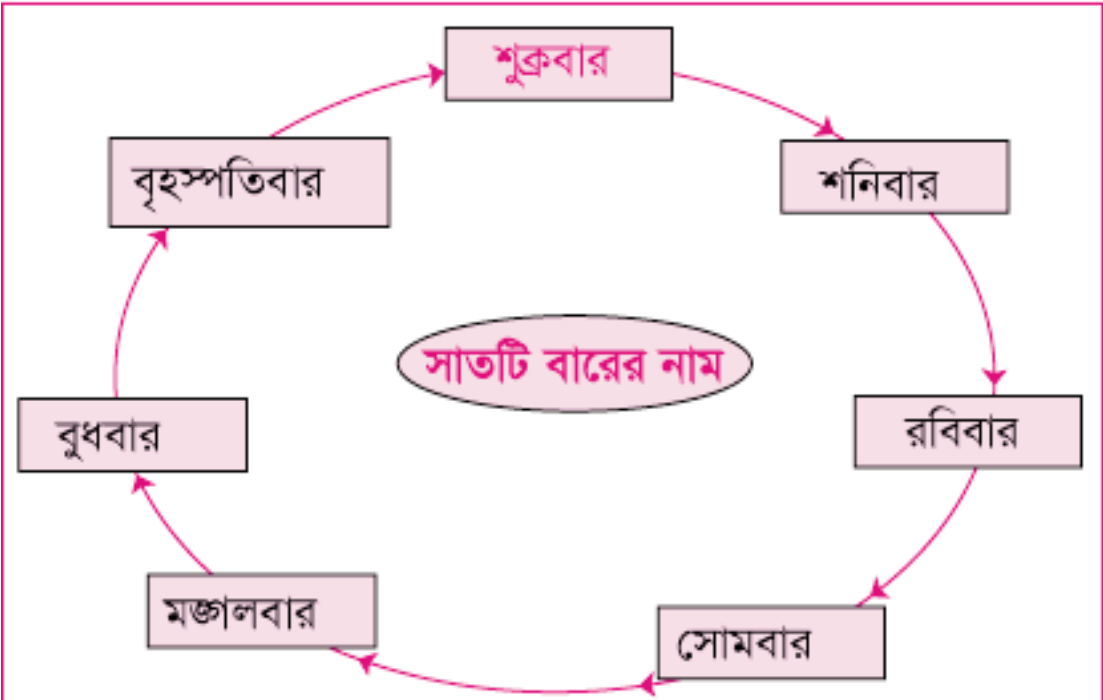 শুক্রবার
বৃহস্পতিবার
শনিবার
সাতটি বারের নাম
বুধবার
রবিবার
মঙ্গলবার
সোমবার